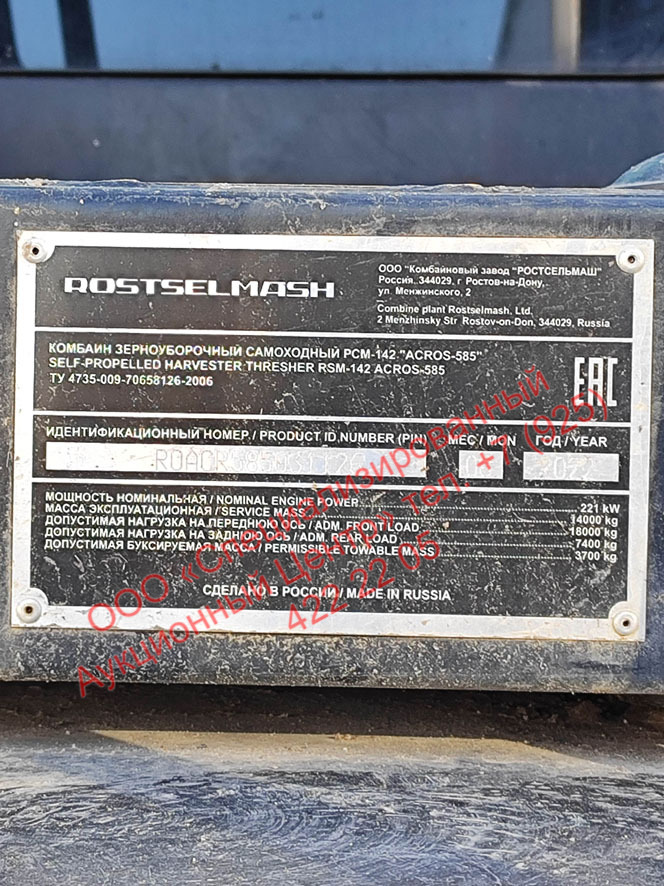 ROSTSELMASH
ООО "Комбайновый завод "РОСТСЕЛЬМАШ"
Россия, 344029, г Ростов-на-Дону,
ул. Менжинского, 2
Combine plant Rostselmash, Ltd.
2 Menzhinsky Str. Rostov-on-Don, 344029, Russia
КОМБАИН ЗЕРНОУБОРОЧНЫЙ САМОХОДНЫЙ РСМ-142 "ACROS-585"
SELF-PROPELLED HARVESTER THRESHER RSM-142 ACROS-585
ТУ 4735-009-70658126-2006
EAC
ИДЕНТИФИКАЦИОННЫЙ НОМЕР / PRODUCT ID.NUMBER (PIN) МЕС / MON ГОД / YEAR
МОЩНОСТЬ НОМИНАЛЬНАЯ / NOMINAL ENGINE POWER 221 kW
МАССА ЭКСПЛУАТАЦИОННАЯ / SERVICE MASS 14000 kg
ДОПУСТИМАЯ НАГРУЗКА НА ПЕРЕДНЮЮ ОСЬ / ADM. FRONT LOAD 18000 kg
ДОПУСТИМАЯ НАГРУЗКА НА ЗАДНЮЮ ОСЬ / ADM. REAR LOAD 7400 kg
ДОПУСТИМАЯ БУКСИРУЕМАЯ МАССА / PERMISSIBLE TOWABLE MASS 3700 kg
СДЕЛАНО В РОССИИ / MADE IN RUSSIA
ООО «Специализированный
Аукционный Центр» тел. +7 (925)
422 22 05